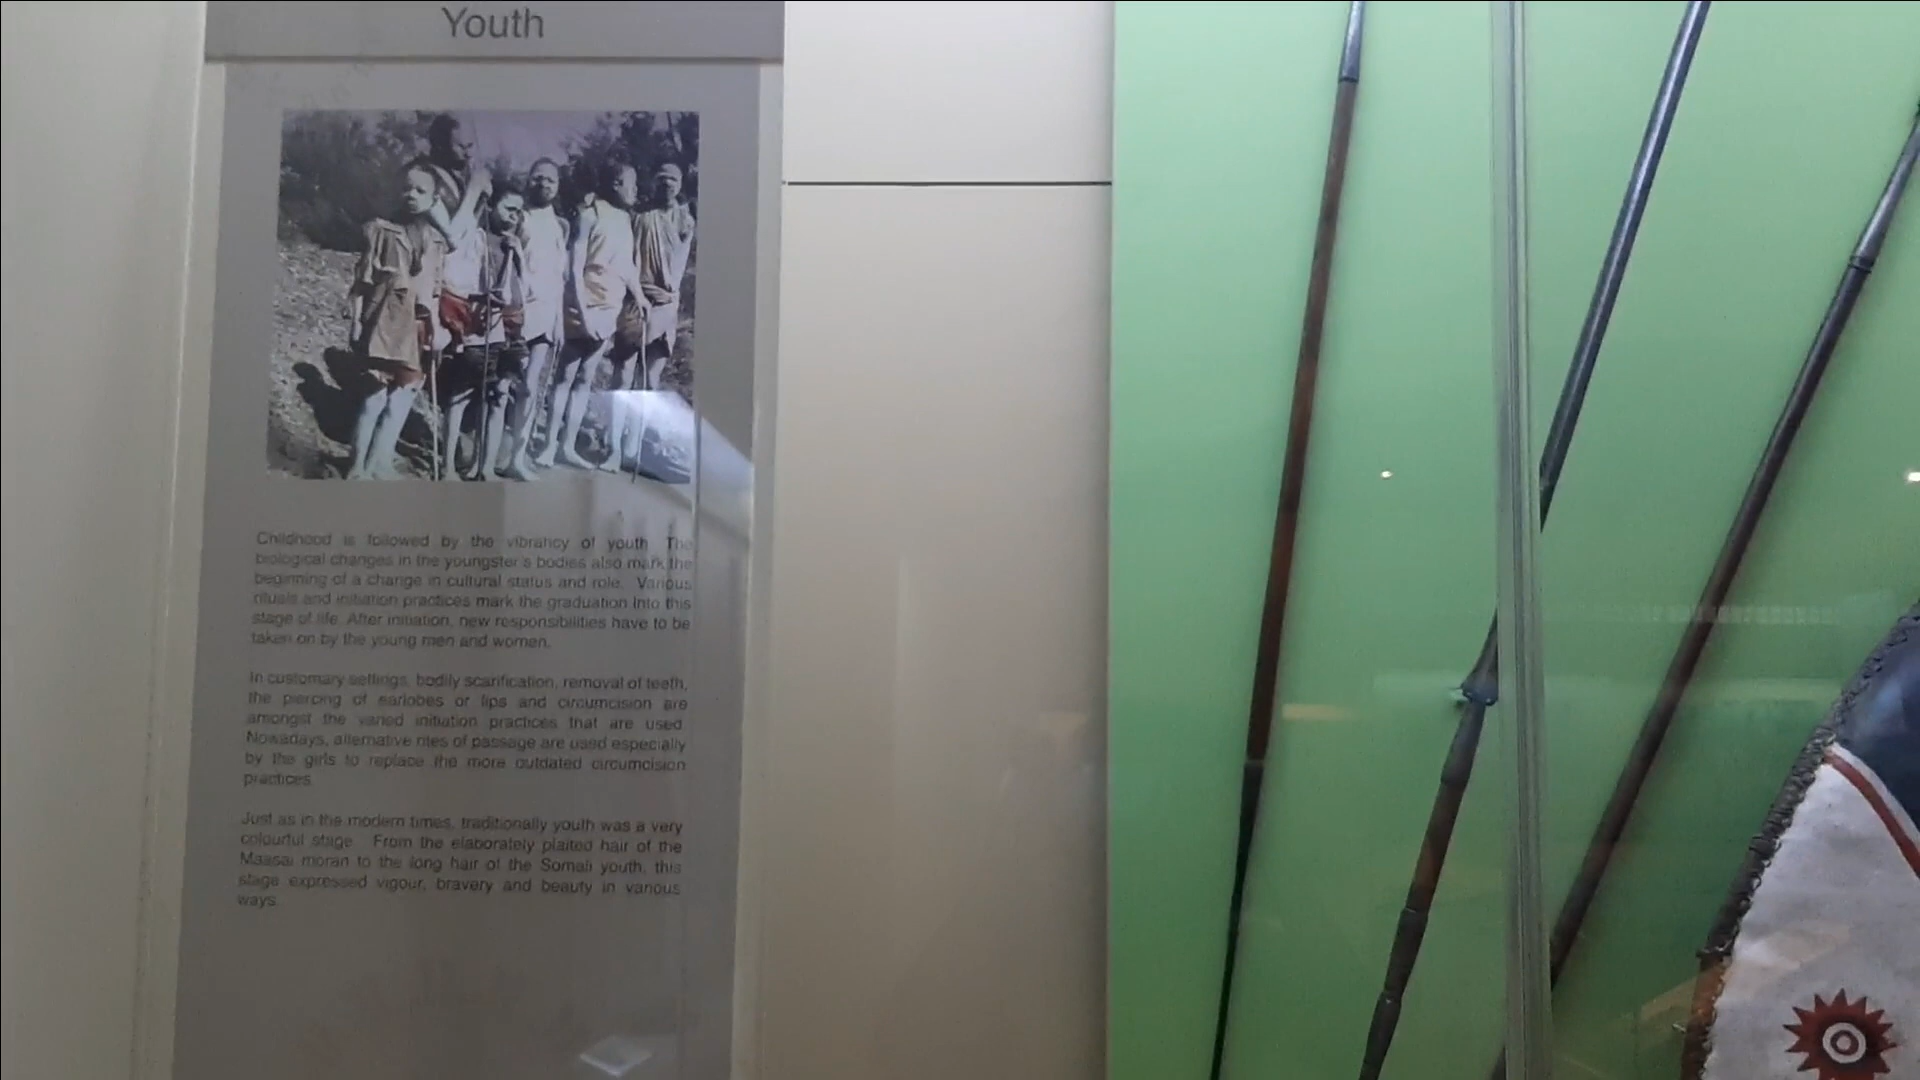 Youth
Childhood is followed by the vibrancy of youth The
biological changes in the youngster's bodies also mark the
beginning of a change in cultural status and role. Various
rituals and initiation practices mark the graduation into this
stage of life. After initiation, new responsibilities have to be
taken on by the young men and women.
In customary settings, bodily scarification, removal of teeth,
the piercing of earlobes or lips and circumcision are
amongst the varied initiation practices that are used.
Nowadays, alternative rites of passage are used especially
by the girls to replace the more outdated circumcision
practices.
Just as in the modern times, traditionally youth was a very
colourful stage. From the elaborately plaited hair of the
Maasai moran to the long hair of the Somali youth, this
stage expressed vigour, bravery and beauty in various
ways.